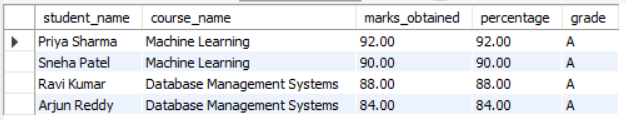 student_name course_name marks_obtained percentage grade
Priya Sharma Machine Learning 92.00 92.00 A
Sneha Patel Machine Learning 90.00 90.00 A
Ravi Kumar Database Management Systems 88.00 88.00 A
Arjun Reddy Database Management Systems 84.00 84.00 A